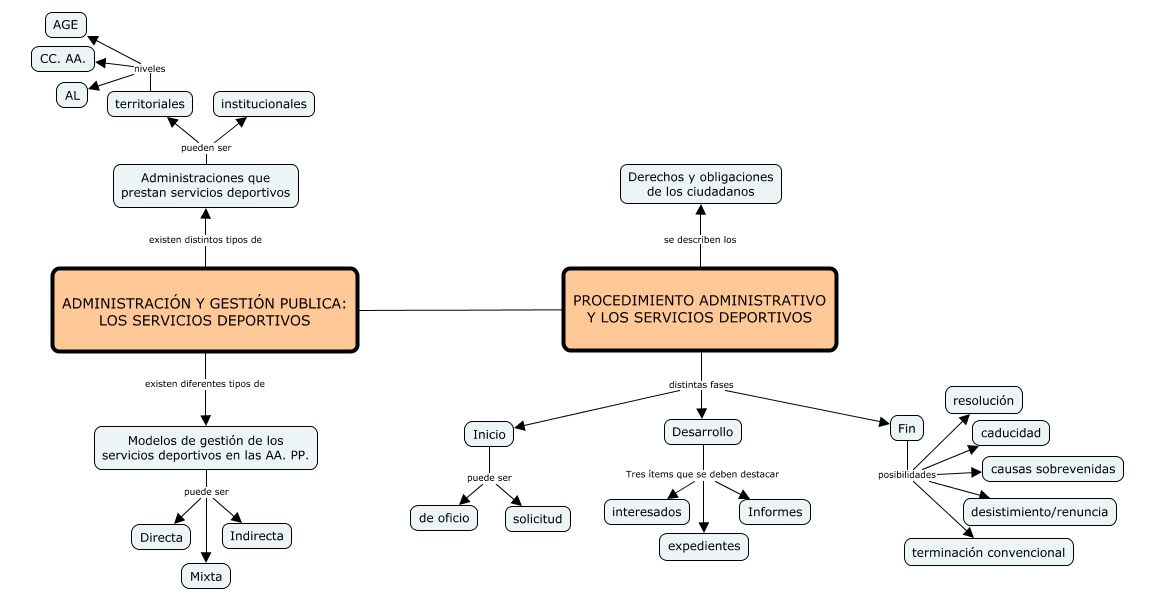 AGE
CC. AA.
niveles
AL
territoriales
institucionales
pueden ser
Administraciones que
prestan servicios deportivos
existen distintos tipos de
ADMINISTRACIÓN Y GESTIÓN PUBLICA:
LOS SERVICIOS DEPORTIVOS
existen diferentes tipos de
Modelos de gestión de los
servicios deportivos en las AA. PP.
puede ser
Directa
Indirecta
Mixta
Derechos y obligaciones
de los ciudadanos
se describen los
PROCEDIMIENTO ADMINISTRATIVO
Y LOS SERVICIOS DEPORTIVOS
distintas fases
Inicio
puede ser
de oficio
solicitud
Desarrollo
Tres ítems que se deben destacar
interesados
Informes
expedientes
Fin
posibilidades
resolución
caducidad
causas sobrevenidas
desistimiento/renuncia
terminación convencional